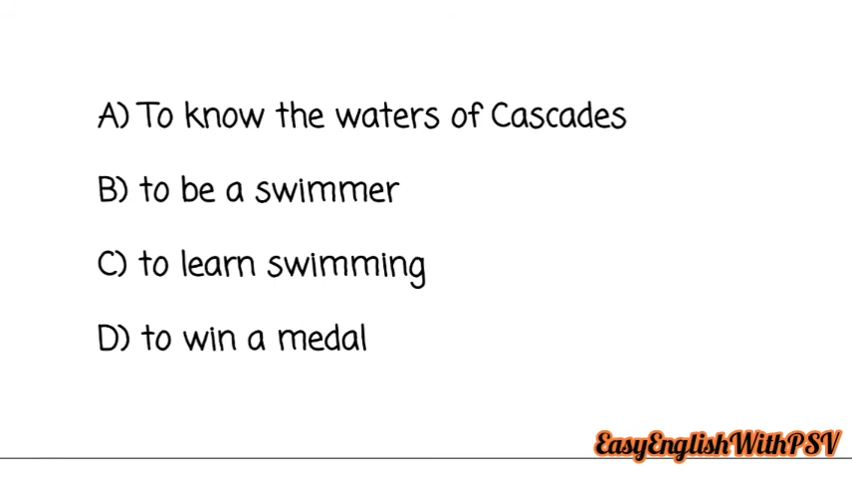 A) To know the waters of Cascades
B) to be a swimmer
C) to learn swimming
D) to win a medal
EasyEnglishWithPSV